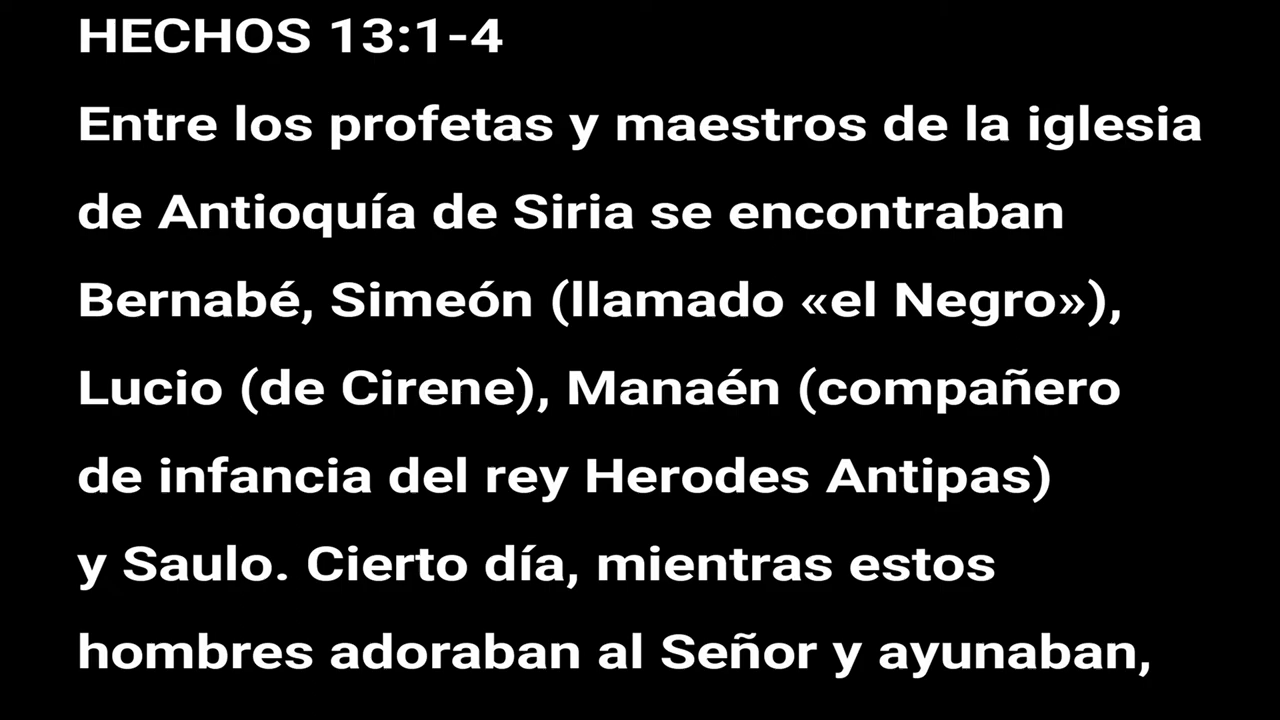 HECHOS 13:1-4
Entre los profetas y maestros de la iglesia
de Antioquía de Siria se encontraban
Bernabé, Simeón (llamado «el Negro»),
Lucio (de Cirene), Manaén (compañero
de infancia del rey Herodes Antipas)
y Saulo. Cierto día, mientras estos
hombres adoraban al Señor y ayunaban,